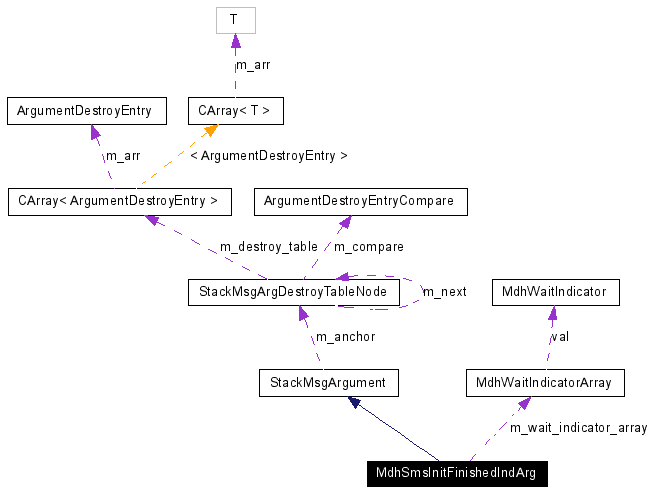 T
m_arr
ArgumentDestroyEntry
CArray< T >
m_arr
< ArgumentDestroyEntry >
CArray< ArgumentDestroyEntry >
ArgumentDestroyEntryCompare
m_destroy_table
m_compare
StackMsgArgDestroyTableNode
m_next
MdhWaitIndicator
m_anchor
val
StackMsgArgument
MdhWaitIndicatorArray
m_wait_indicator_array
MdhSmsInitFinishedIndArg